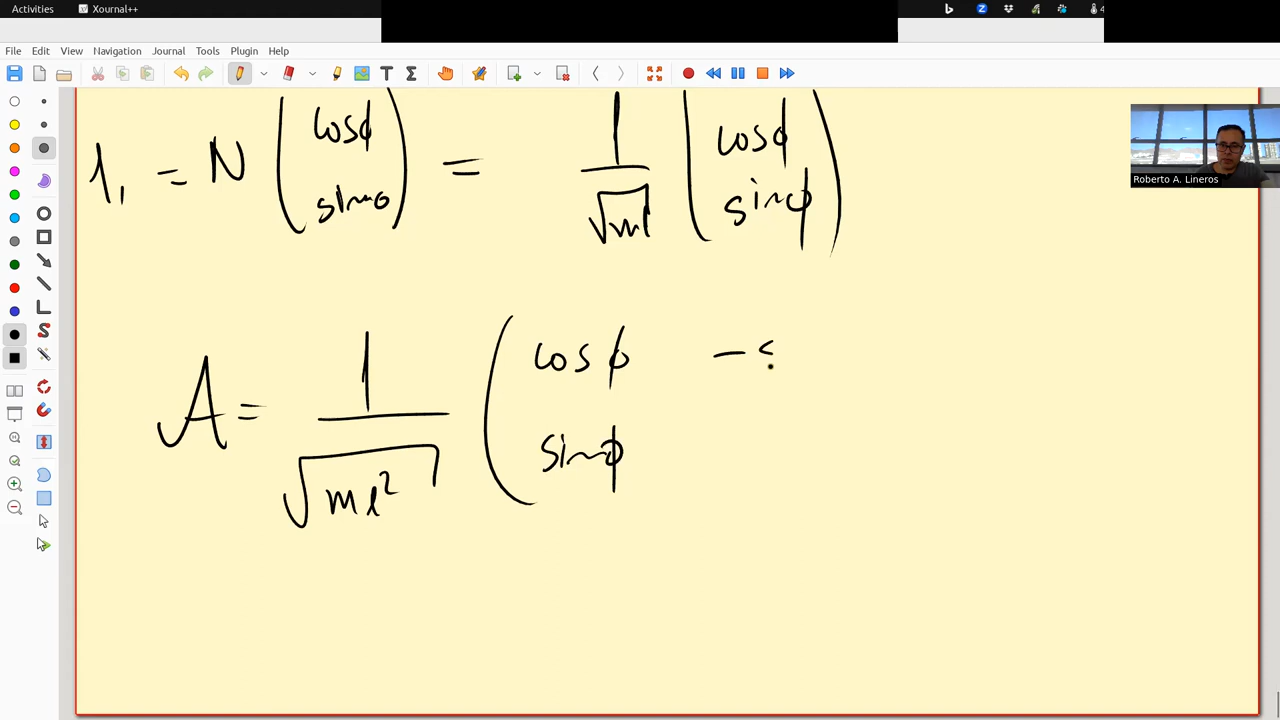 Activities Xournal++
File Edit View Navigation Journal Tools Plugin Help
Roberto A. Lineros
1₁ = N ( cosϕ sinϕ ) = 1/√ml ( cosϕ sinϕ )
A = 1/√ml² ( cosϕ -s
sinϕ